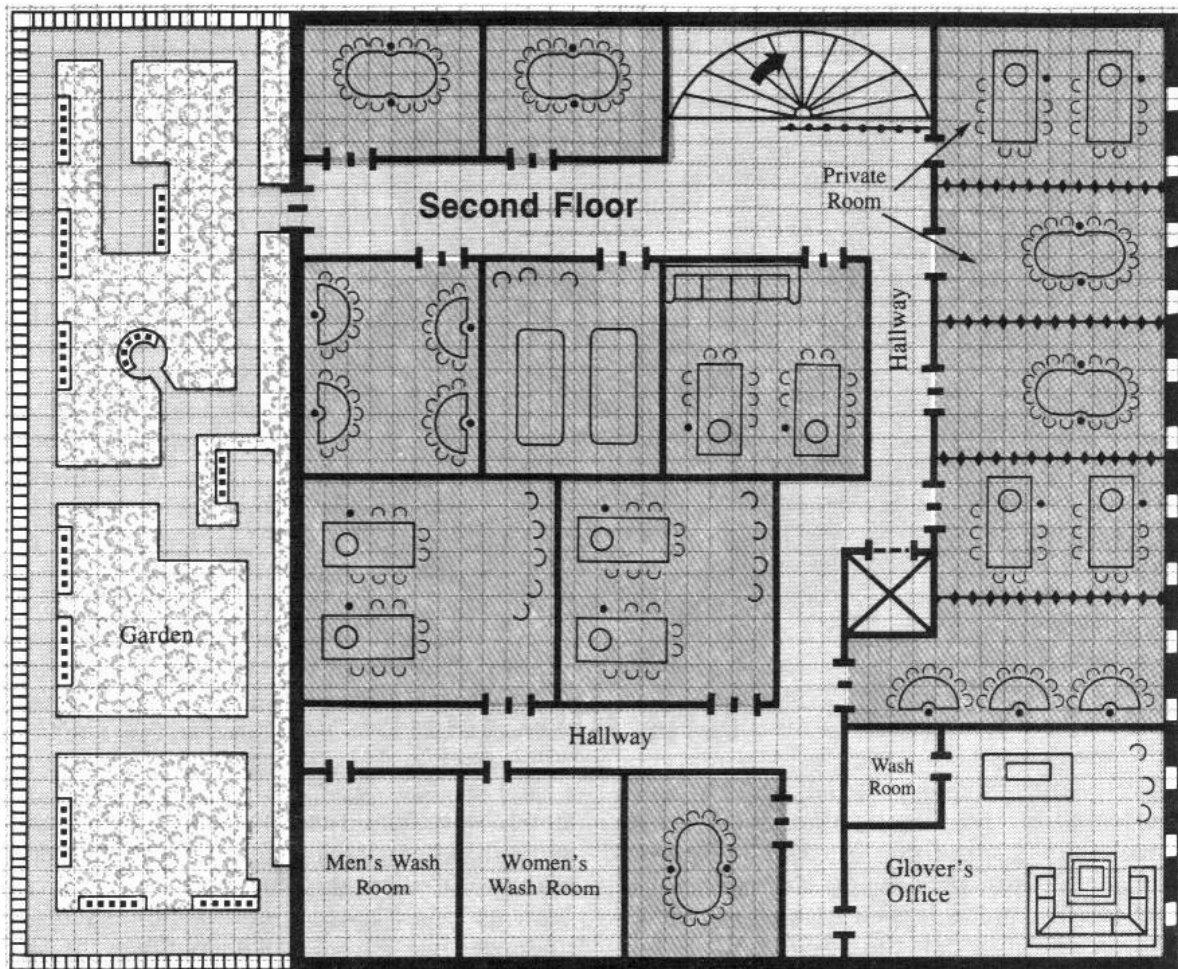 Private
Room
Second Floor
Hallway
Garden
Hallway
Wash
Room
Men's Wash
Room
Women's
Wash Room
Glover's
Office